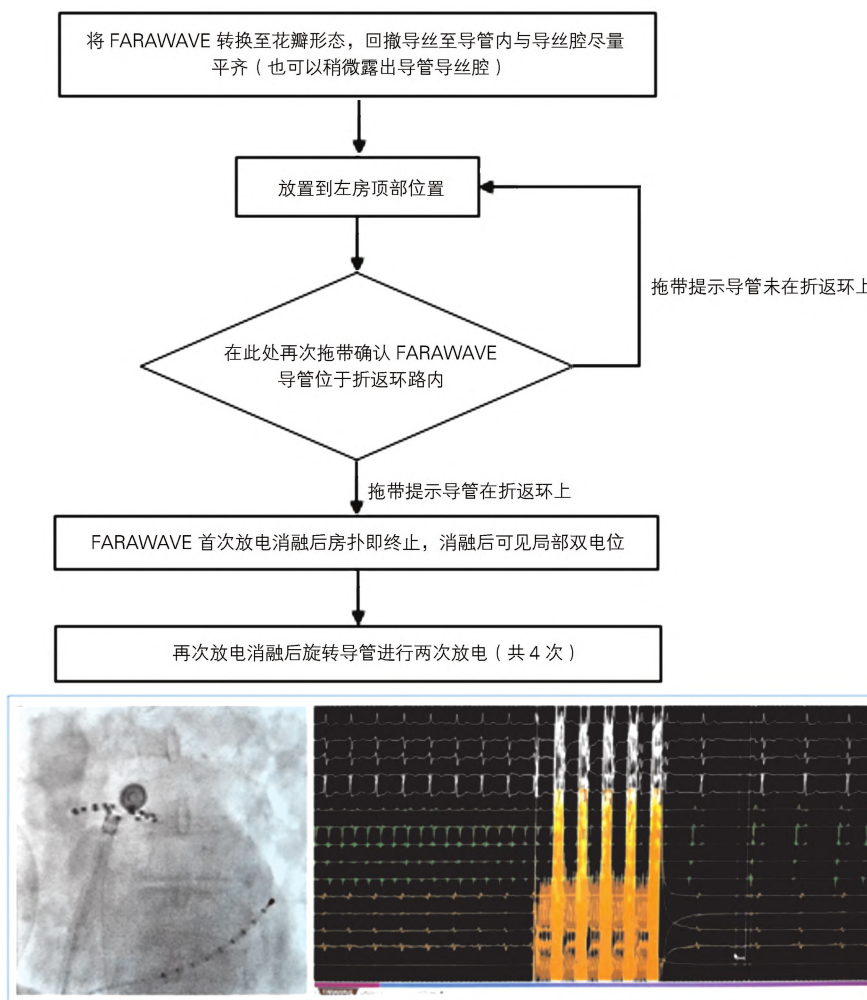 将 FARAWAVE 转换至花瓣形态，回撤导丝至导管内与导丝腔尽量
平齐（也可以稍微露出导管导丝腔）
放置到左房顶部位置
拖带提示导管未在折返环上
在此处再次拖带确认 FARAWAVE
导管位于折返环路内
拖带提示导管在折返环上
FARAWAVE 首次放电消融后房扑即终止，消融后可见局部双电位
再次放电消融后旋转导管进行两次放电（共 4 次）